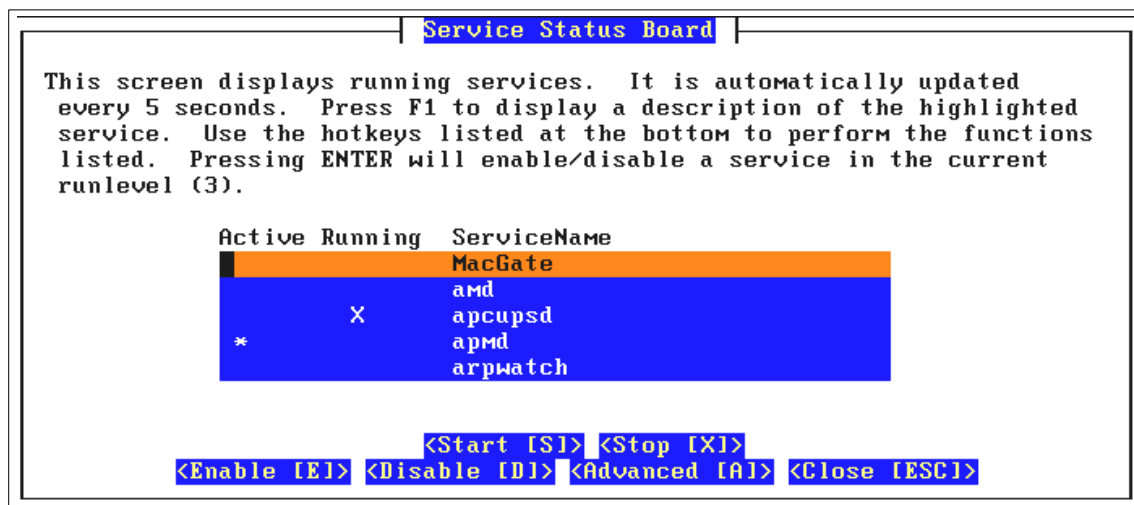 Service Status Board
This screen displays running services.  It is automatically updated
every 5 seconds.  Press F1 to display a description of the highlighted
service.  Use the hotkeys listed at the bottom to perform the functions
listed.  Pressing ENTER will enable/disable a service in the current
runlevel (3).
Active Running  ServiceName
MacGate
amd
X  apcupsd
*  apmd
arpwatch
<Start [S]> <Stop [X]>
<Enable [E]> <Disable [D]> <Advanced [A]> <Close [ESC]>